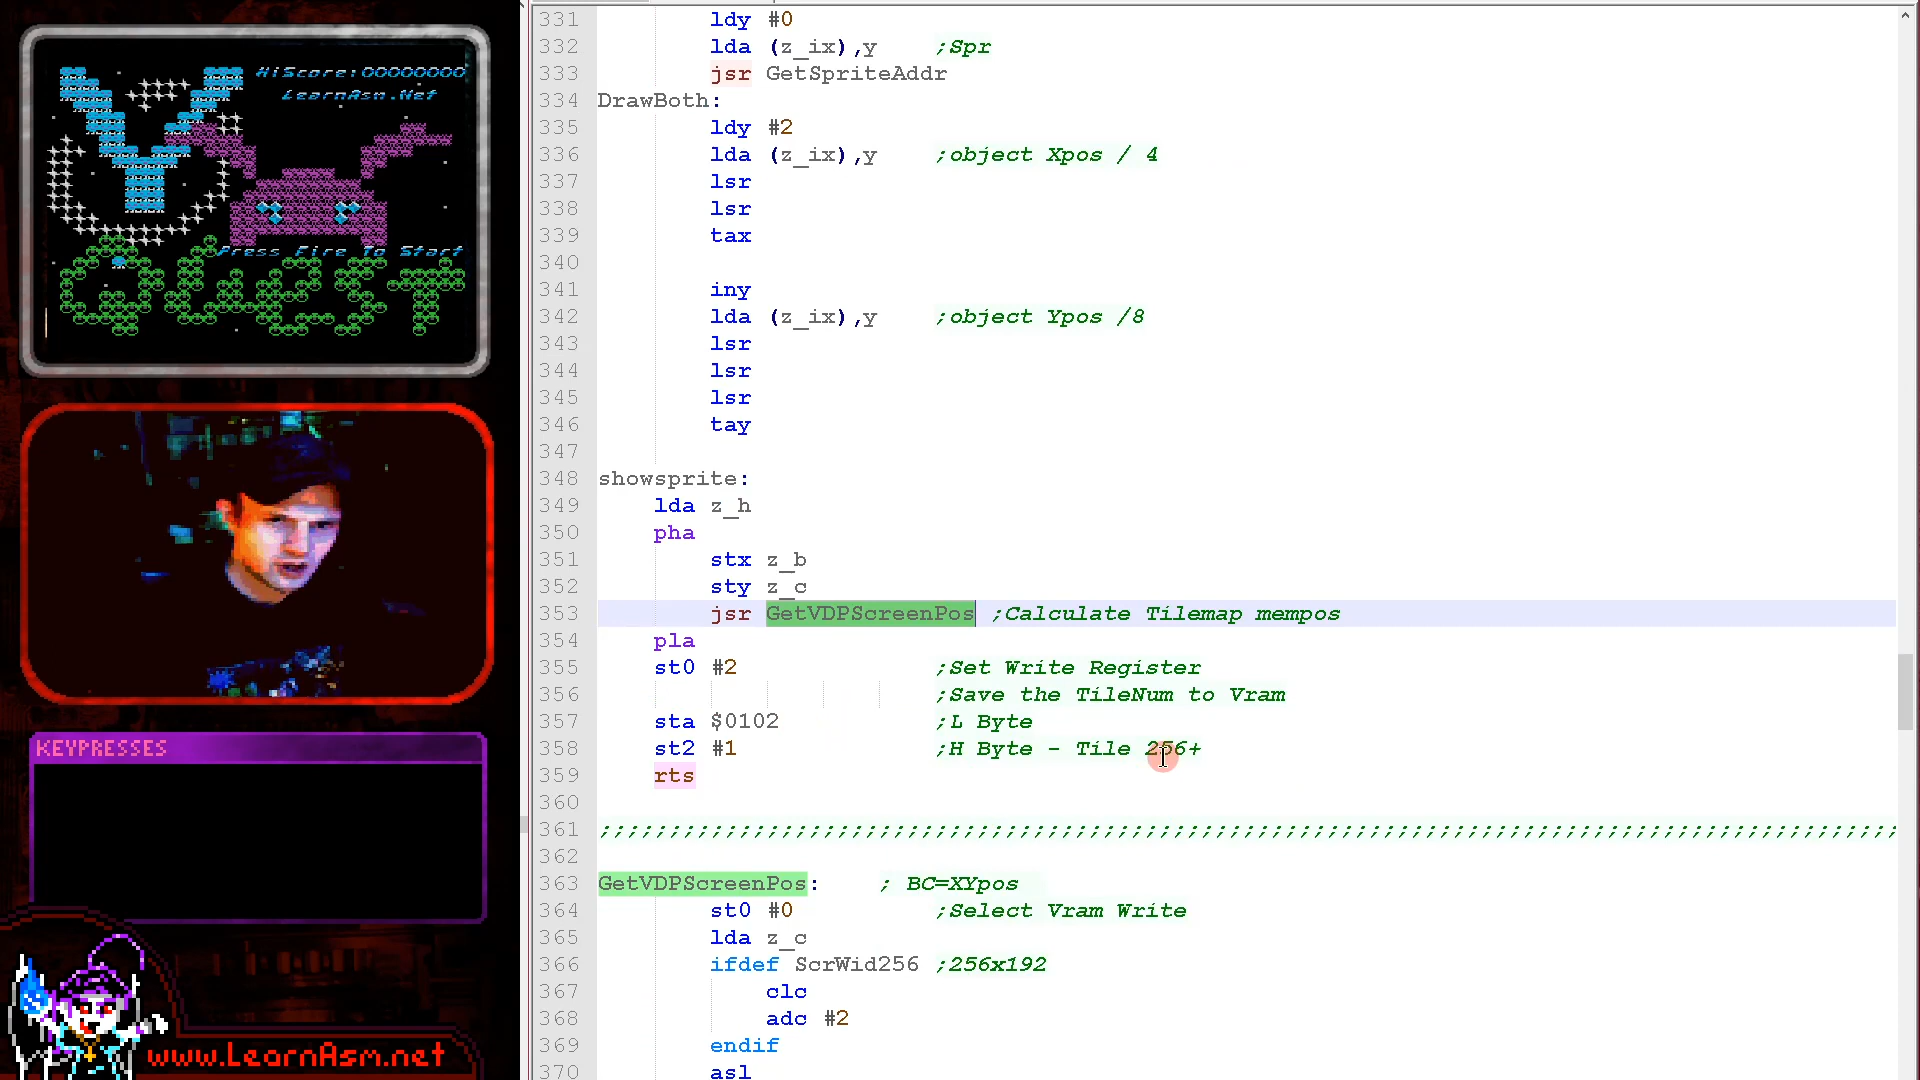 HiScore:00000000
LearnAsm.Net
Press Fire To Start
QUEST
KEYPRESSES
www.LearnAsm.net
331 ldy #0
332 lda (z_ix),y ;Spr
333 jsr GetSpriteAddr
334 DrawBoth:
335 ldy #2
336 lda (z_ix),y ;object Xpos / 4
337 lsr
338 lsr
339 tax
340
341 iny
342 lda (z_ix),y ;object Ypos /8
343 lsr
344 lsr
345 lsr
346 tay
347
348 showsprite:
349 lda z_h
350 pha
351 stx z_b
352 sty z_c
353 jsr GetVDPScreenPos ;Calculate Tilemap mempos
354 pla
355 st0 #2 ;Set Write Register
356 ;Save the TileNum to Vram
357 sta $0102 ;L Byte
358 st2 #1 ;H Byte - Tile 256+
359 rts
360
361 ;;;;;;;;;;;;;;;;;;;;;;;;;;;;;;;;;;;;;;;;;;;;;;;;;;;;;;;;;;;;;;;;;;;;;;;;;;;;;;;;;;;;;;;;;;;;;
362
363 GetVDPScreenPos: ; BC=XYpos
364 st0 #0 ;Select Vram Write
365 lda z_c
366 ifdef ScrWid256 ;256x192
367 clc
368 adc #2
369 endif
370 asl